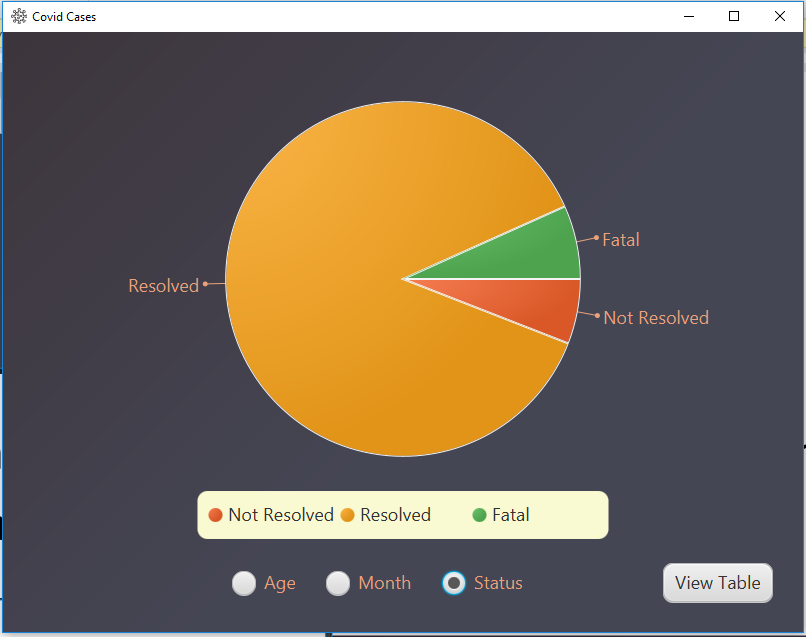 Covid Cases
Fatal
Resolved
Not Resolved
Not Resolved Resolved Fatal
Age Month Status View Table